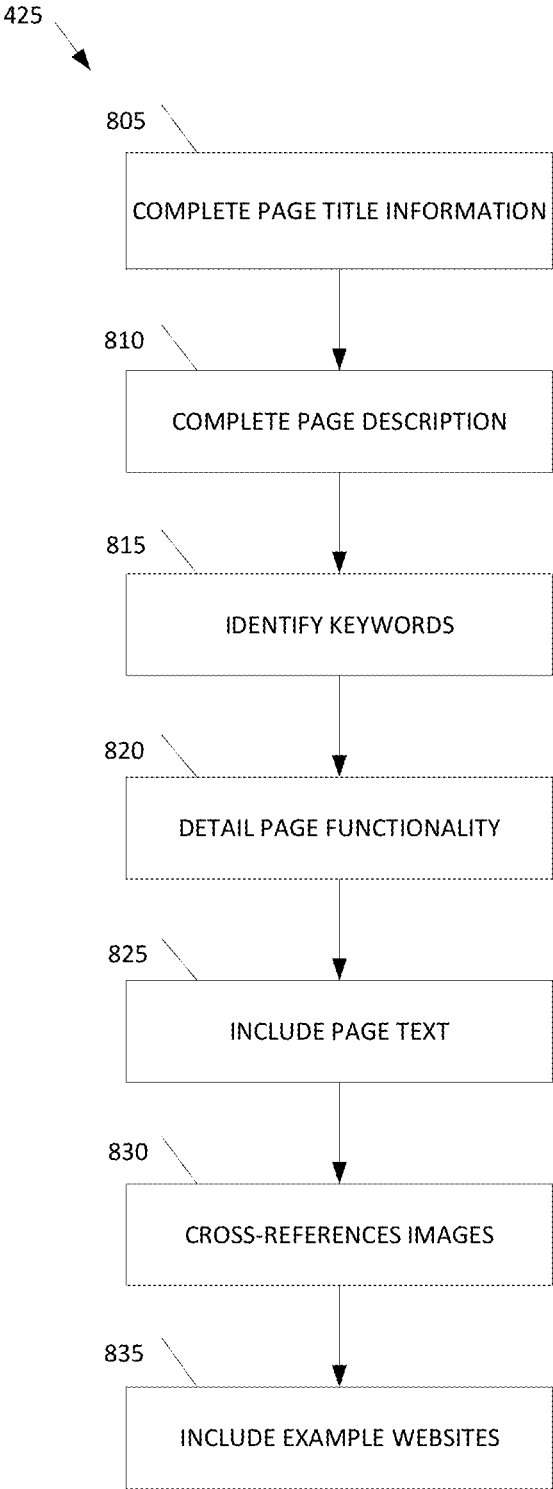 425
805
COMPLETE PAGE TITLE INFORMATION
810
COMPLETE PAGE DESCRIPTION
815
IDENTIFY KEYWORDS
820
DETAIL PAGE FUNCTIONALITY
825
INCLUDE PAGE TEXT
830
CROSS-REFERENCES IMAGES
835
INCLUDE EXAMPLE WEBSITES